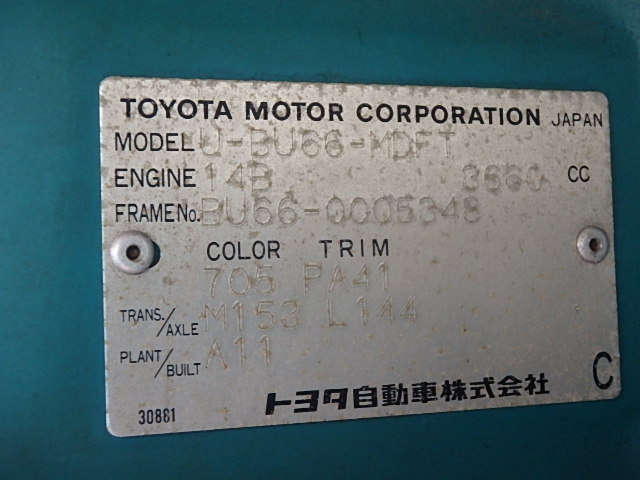 TOYOTA MOTOR CORPORATION JAPAN
MODEL U-BU66-MDFT
ENGINE 14B 3660 CC
FRAME No. BU66-0005348
COLOR TRIM
705 FA41
TRANS./AXLE M153 L144
PLANT/BUILT A11
30881 トヨタ自動車株式会社 C